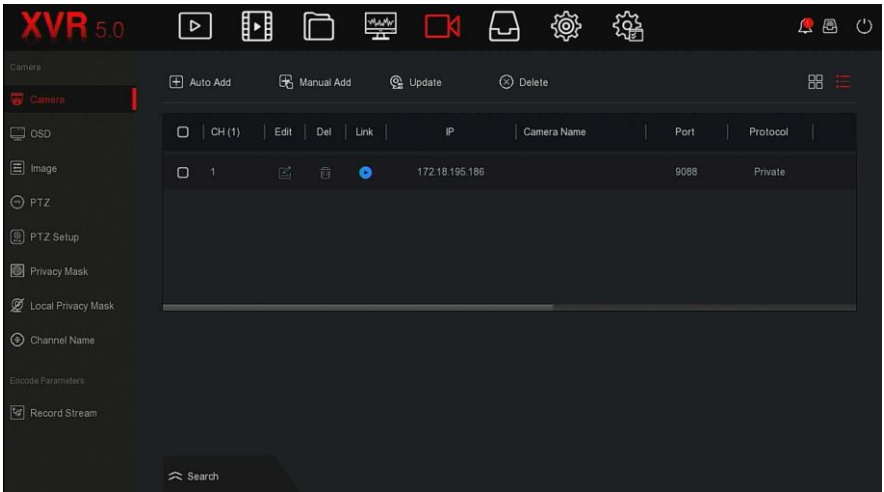 XVR 5.0
Camera
Camera
OSD
Image
PTZ
PTZ Setup
Privacy Mask
Local Privacy Mask
Channel Name
Encode Parameters
Record Stream
Auto Add Manual Add Update Delete
CH (1) Edit Del Link IP Camera Name Port Protocol
1 172.18.195.186 9088 Private
Search